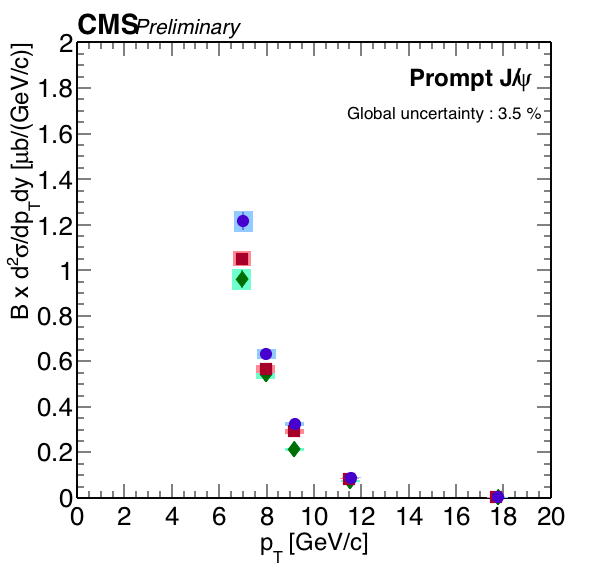 CMS Preliminary
Prompt J/ψ
Global uncertainty : 3.5 %
B x d²σ/dp_T dy [μb/(GeV/c)]
2
1.8
1.6
1.4
1.2
1
0.8
0.6
0.4
0.2
0
0 2 4 6 8 10 12 14 16 18 20
p_T [GeV/c]